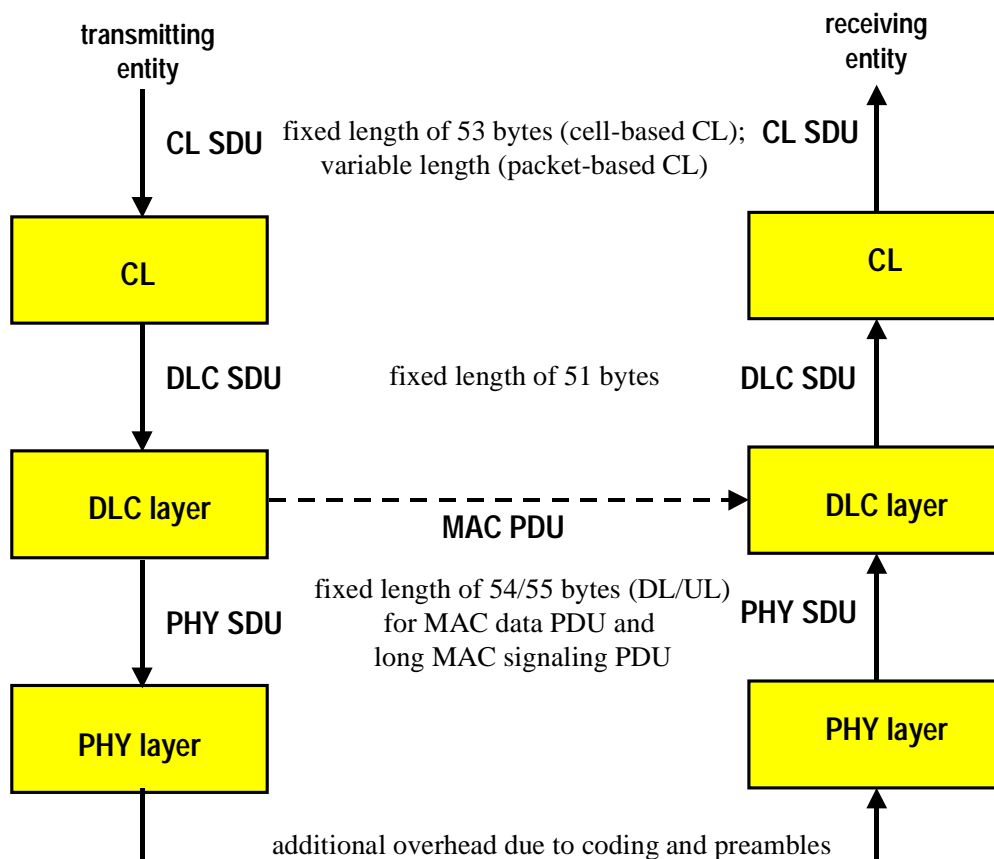 transmitting
entity
receiving
entity
CL SDU
fixed length of 53 bytes (cell-based CL);
variable length (packet-based CL)
CL SDU
CL
CL
DLC SDU
fixed length of 51 bytes
DLC SDU
DLC layer
DLC layer
MAC PDU
PHY SDU
fixed length of 54/55 bytes (DL/UL)
for MAC data PDU and
long MAC signaling PDU
PHY SDU
PHY layer
PHY layer
additional overhead due to coding and preambles